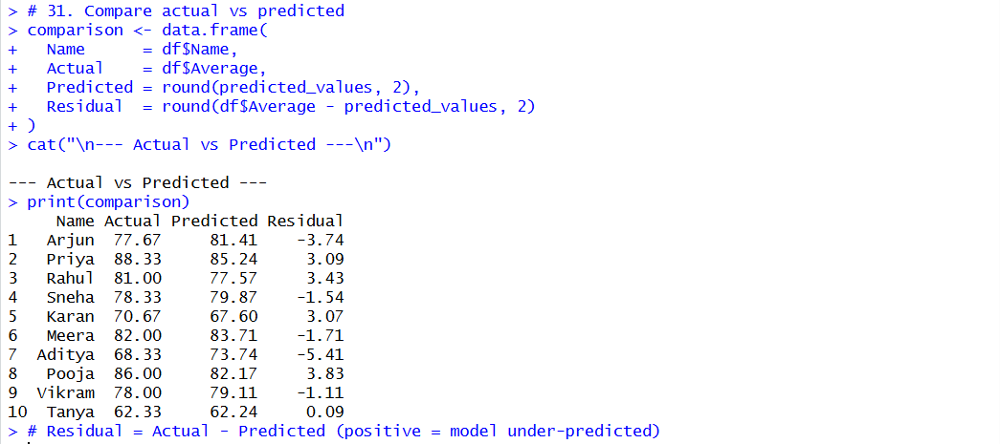 > # 31. Compare actual vs predicted
> comparison <- data.frame(
+   Name      = df$Name,
+   Actual    = df$Average,
+   Predicted = round(predicted_values, 2),
+   Residual  = round(df$Average - predicted_values, 2)
+ )
> cat("\n--- Actual vs Predicted ---\n")

--- Actual vs Predicted ---
> print(comparison)
     Name Actual Predicted Residual
1   Arjun  77.67     81.41    -3.74
2   Priya  88.33     85.24     3.09
3   Rahul  81.00     77.57     3.43
4   Sneha  78.33     79.87    -1.54
5   Karan  70.67     67.60     3.07
6   Meera  82.00     83.71    -1.71
7  Aditya  68.33     73.74    -5.41
8   Pooja  86.00     82.17     3.83
9  Vikram  78.00     79.11    -1.11
10  Tanya  62.33     62.24     0.09
> # Residual = Actual - Predicted (positive = model under-predicted)